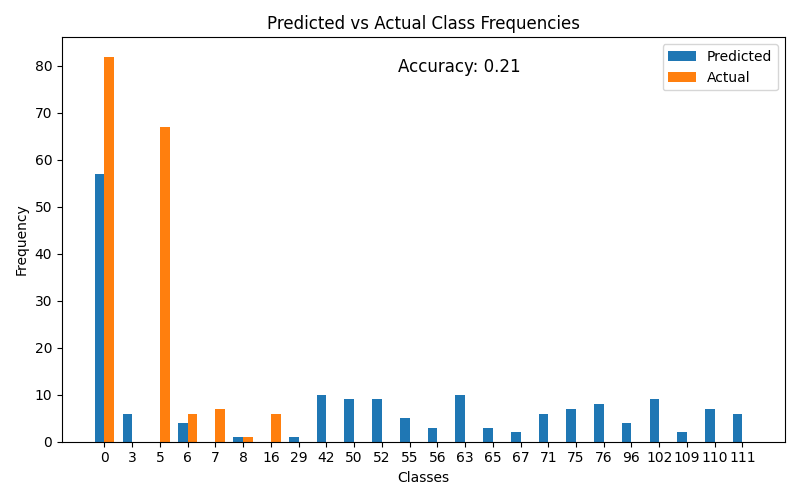 Predicted vs Actual Class Frequencies
Accuracy: 0.21
Predicted
Actual
Frequency
80
70
60
50
40
30
20
10
0
0 3 5 6 7 8 16 29 42 50 52 55 56 63 65 67 71 75 76 96 102 109 110 111
Classes